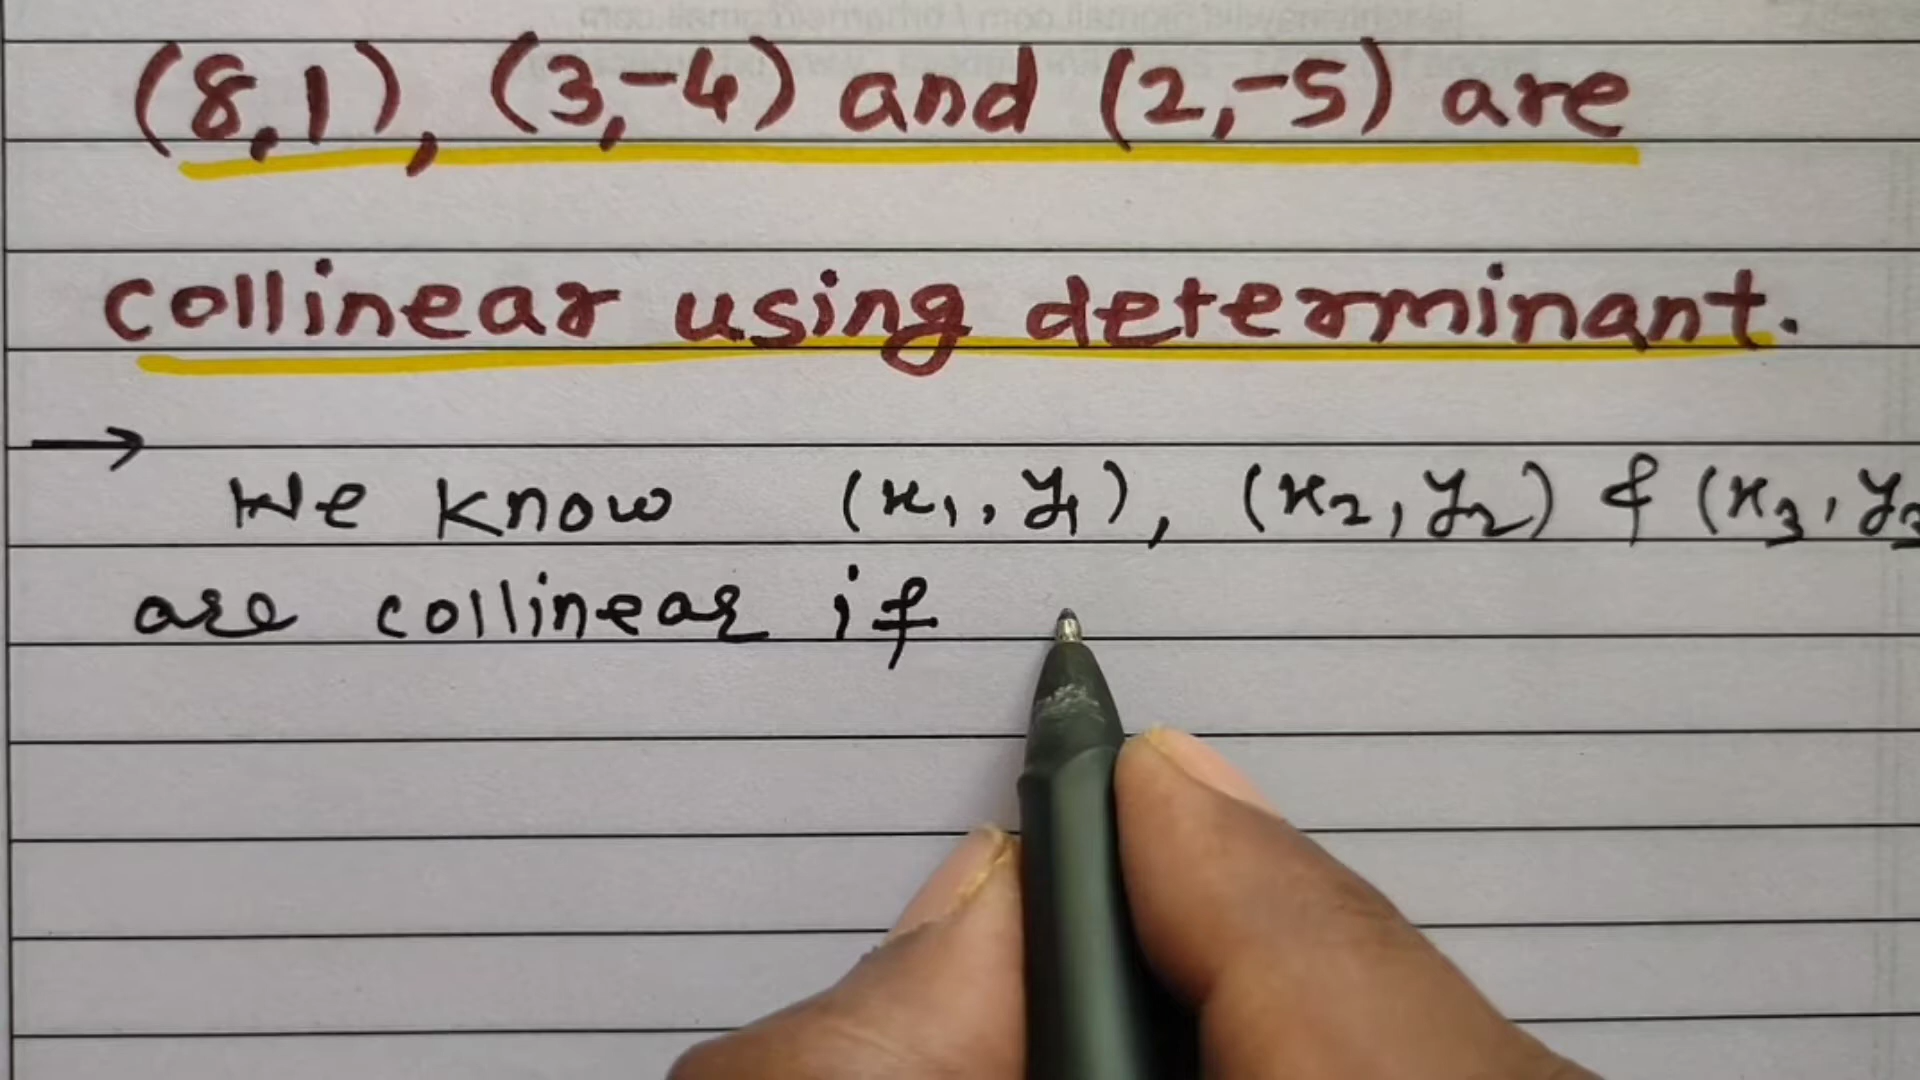 (8,1), (3,-4) and (2,-5) are
collinear using determinant.
→ We know (x₁, y₁), (x₂, y₂) & (x₃, y₃
are collinear if